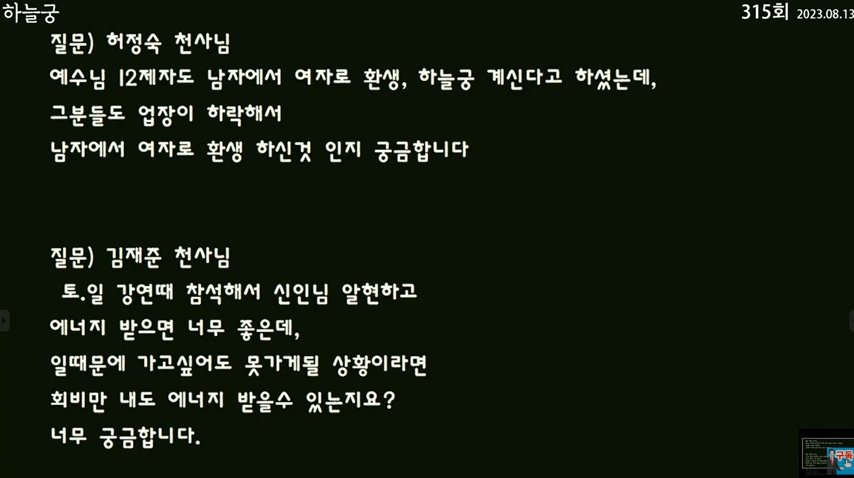 하늘궁
315회 2023.08.13
질문) 허정숙 천사님
예수님 12제자도 남자에서 여자로 환생, 하늘궁 계신다고 하셨는데,
그분들도 업장이 하락해서
남자에서 여자로 환생 하신것 인지 궁금합니다
질문) 김재준 천사님
토.일 강연때 참석해서 신인님 알현하고
에너지 받으면 너무 좋은데,
일때문에 가고싶어도 못가게될 상황이라면
회비만 내도 에너지 받을수 있는지요?
너무 궁금합니다.
구독